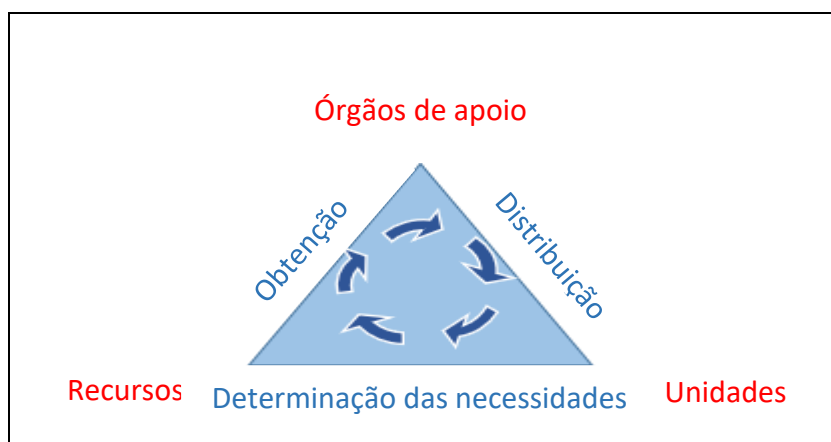 Órgãos de apoio
Obtenção
Distribuição
Recursos
Determinação das necessidades
Unidades